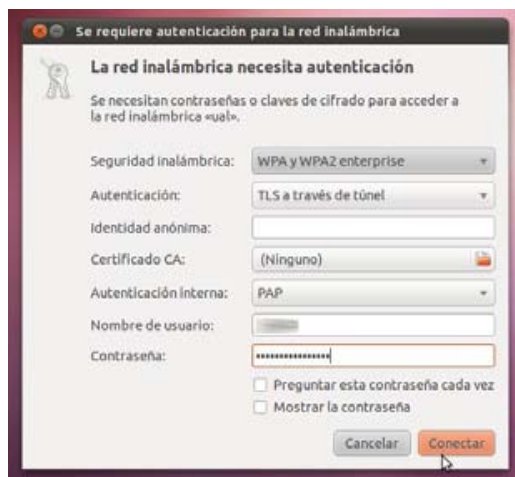 Se requiere autenticación para la red inalámbrica
La red inalámbrica necesita autenticación
Se necesitan contraseñas o claves de cifrado para acceder a
la red inalámbrica «ual».
Seguridad inalámbrica: WPA y WPA2 enterprise
Autenticación: TLS a través de túnel
Identidad anónima:
Certificado CA: (Ninguno)
Autenticación interna: PAP
Nombre de usuario:
Contraseña: ••••••••••••••••
Preguntar esta contraseña cada vez
Mostrar la contraseña
Cancelar Conectar